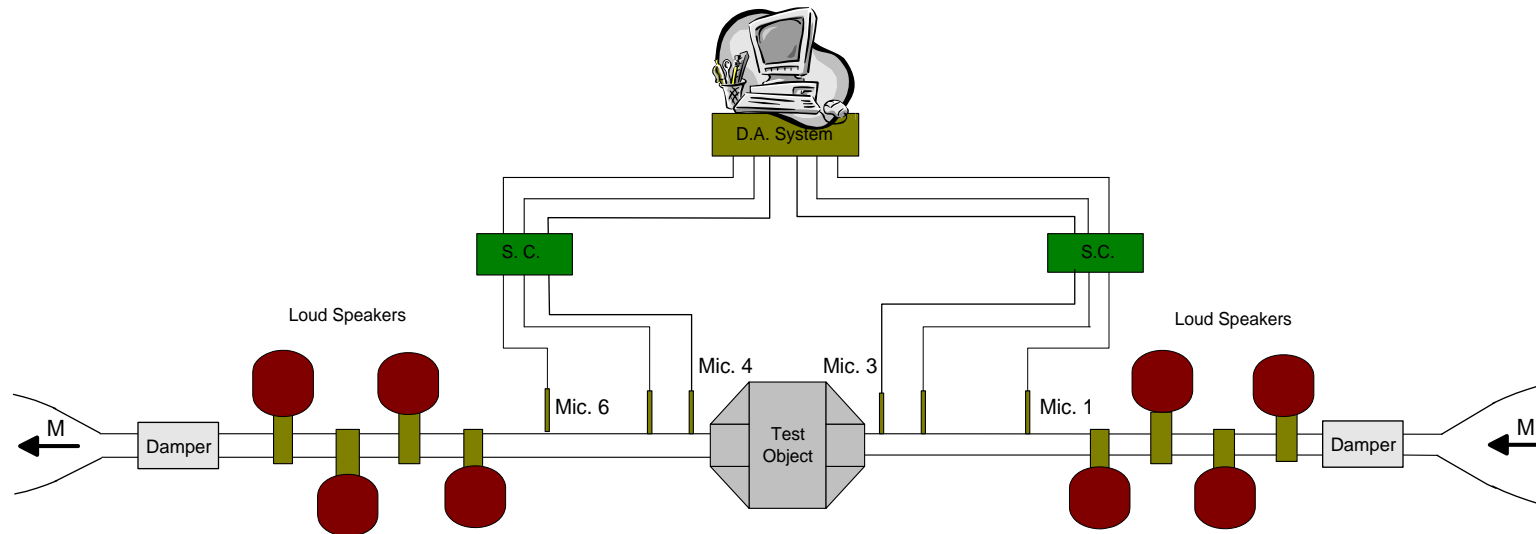 D.A. System
S. C.
S.C.
Loud Speakers
Loud Speakers
Mic. 4
Mic. 3
Mic. 6
Mic. 1
M
Damper
Test
Object
Damper
M